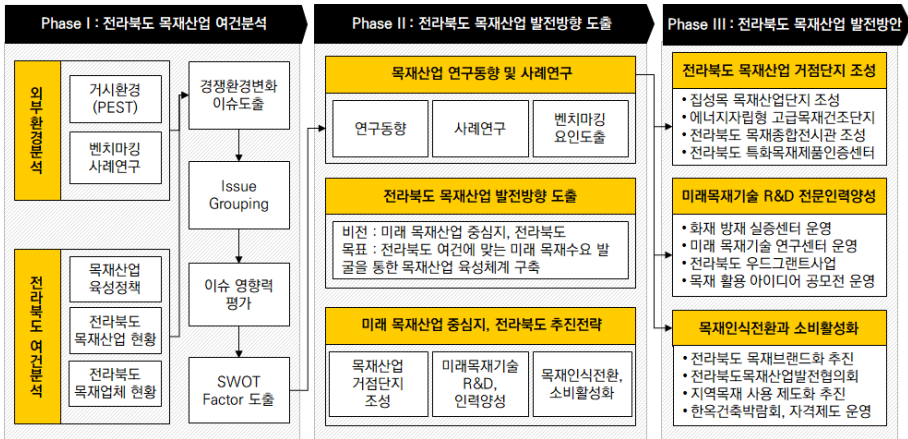 Phase I : 전라북도 목재산업 여건분석
외부환경분석
거시환경
(PEST)
벤치마킹
사례연구
전라북도 여건분석
목재산업
육성정책
전라북도
목재산업 현황
전라북도
목재업체 현황
경쟁환경변화
이슈도출
Issue
Grouping
이슈 영향력
평가
SWOT
Factor 도출
Phase II : 전라북도 목재산업 발전방향 도출
목재산업 연구동향 및 사례연구
연구동향
사례연구
벤치마킹
요인도출
전라북도 목재산업 발전방향 도출
비전 : 미래 목재산업 중심지, 전라북도
목표 : 전라북도 여건에 맞는 미래 목재수요 발
굴을 통한 목재산업 육성체계 구축
미래 목재산업 중심지, 전라북도 추진전략
목재산업
거점단지
조성
미래목재기술
R&D,
인력양성
목재인식전환,
소비활성화
Phase III : 전라북도 목재산업 발전방안
전라북도 목재산업 거점단지 조성
• 집성목 목재산업단지 조성
• 에너지자립형 고급목재건조단지
• 전라북도 목재종합전시관 조성
• 전라북도 특화목재제품인증센터
미래목재기술 R&D 전문인력양성
• 화재 방재 실증센터 운영
• 미래 목재기술 연구센터 운영
• 전라북도 우드그랜트사업
• 목재 활용 아이디어 공모전 운영
목재인식전환과 소비활성화
• 전라북도 목재브랜드화 추진
• 전라북도목재산업발전협의회
• 지역목재 사용 제도화 추진
• 한옥건축박람회, 자격제도 운영